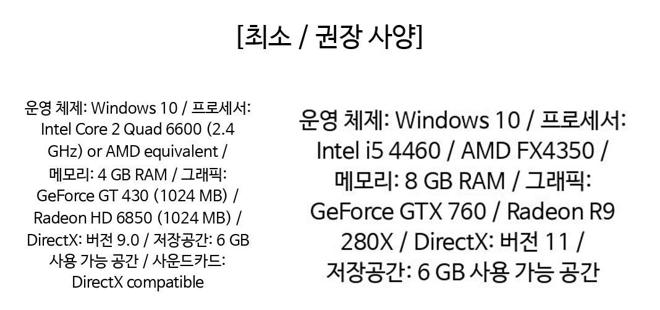 [최소 / 권장 사양]
운영 체제: Windows 10 / 프로세서:
Intel Core 2 Quad 6600 (2.4
GHz) or AMD equivalent /
메모리: 4 GB RAM / 그래픽:
GeForce GT 430 (1024 MB) /
Radeon HD 6850 (1024 MB) /
DirectX: 버전 9.0 / 저장공간: 6 GB
사용 가능 공간 / 사운드카드:
DirectX compatible
운영 체제: Windows 10 / 프로세서:
Intel i5 4460 / AMD FX4350 /
메모리: 8 GB RAM / 그래픽:
GeForce GTX 760 / Radeon R9
280X / DirectX: 버전 11 /
저장공간: 6 GB 사용 가능 공간